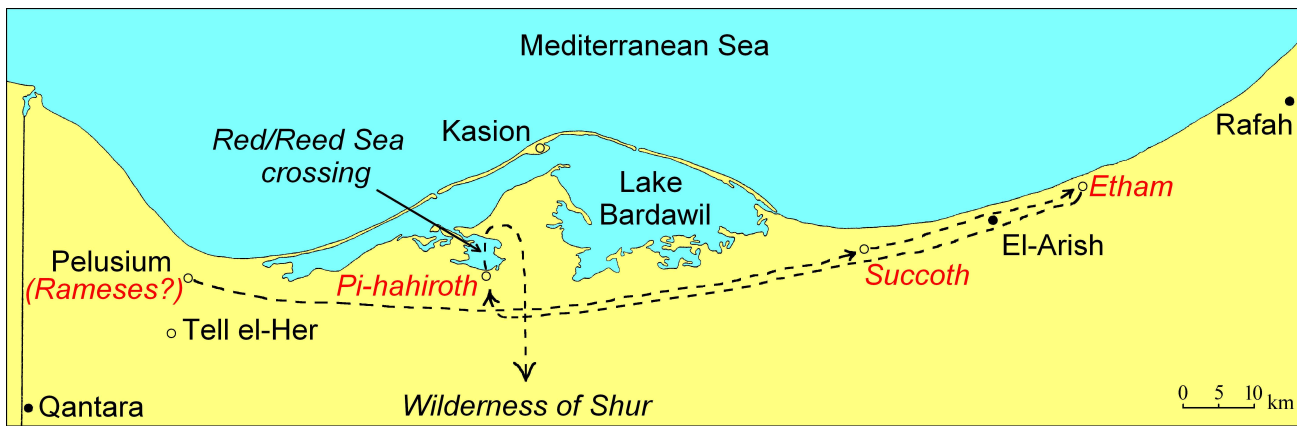 Mediterranean Sea
Rafah
Kasion
Red/Reed Sea
crossing
Lake
Bardawil
Etham
El-Arish
Succoth
Pelusium
(Rameses?)
Pi-hahiroth
Tell el-Her
Wilderness of Shur
Qantara
0 5 10
km